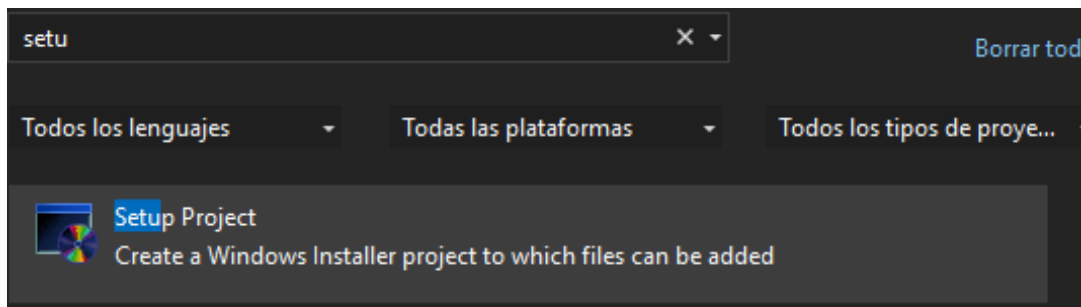 setu
Borrar tod
Todos los lenguajes
Todas las plataformas
Todos los tipos de proye...
Setup Project
Create a Windows Installer project to which files can be added